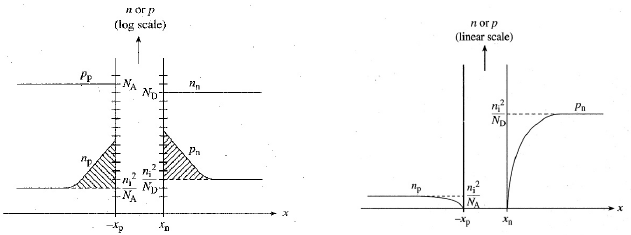 n or p
(log scale)
p_p
N_A
N_D
n_n
n_p
n_i^2
N_A
n_i^2
N_D
p_n
x
-x_p
x_n
n or p
(linear scale)
n_i^2
N_D
p_n
n_p
n_i^2
N_A
x
-x_p
x_n